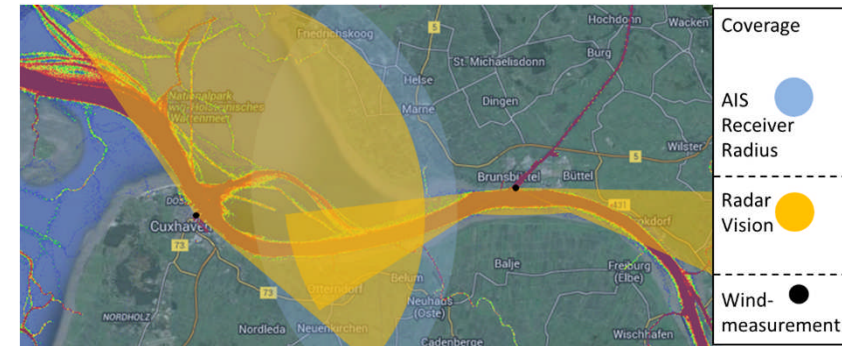 Hochdonn
Wacken
Friedrichskoog
5
Burg
St. Michaelisdonn
Helse
Nationalpark
Marne
Dingen
Wattenmeer
5
Wilster
Brunsbüttel
Büttel
431
Cuxhaven
73
Balje
Freiburg
(Elbe)
Belum
Otterndorf
73
Neuhaus
(Oste)
NORDHOLZ
Nordleda
Neuenkirchen
Cadenberge
Wischhafen
Coverage
AIS
Receiver
Radius
Radar
Vision
Wind-
measurement